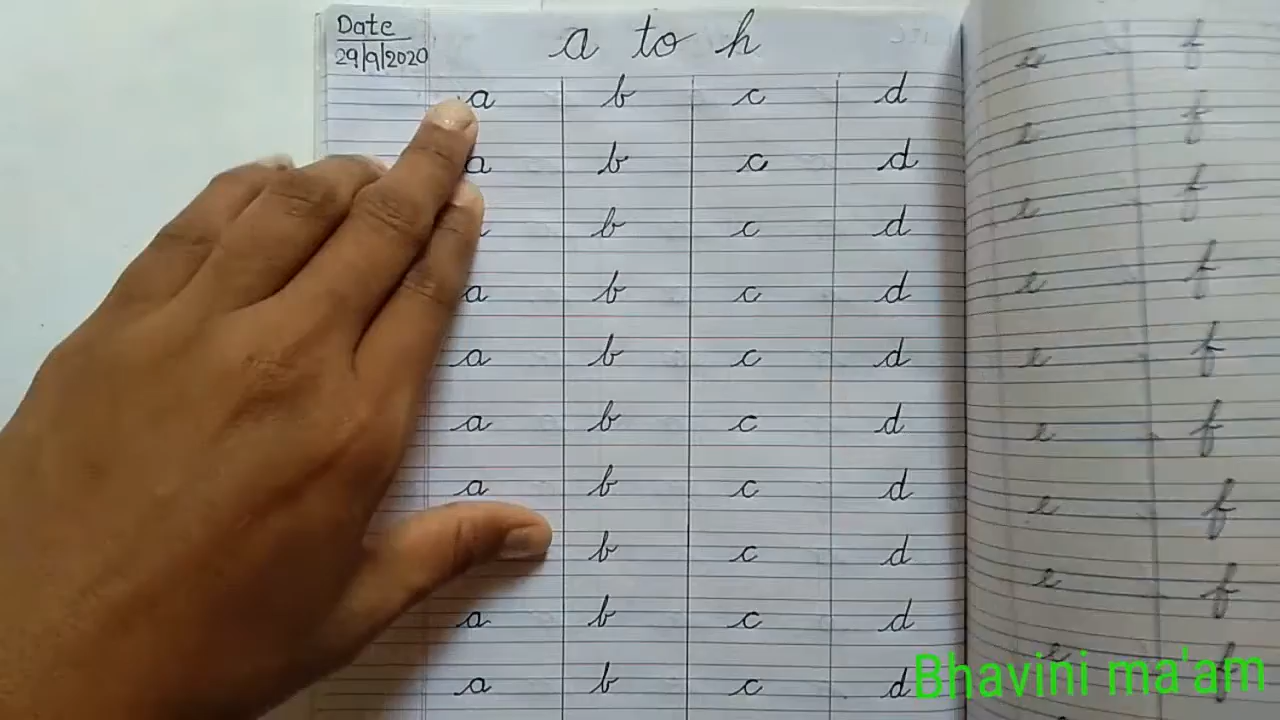 Date
29/9/2020
a to h
a b c d e f
a b c d e f
b c d e f
a b c d e f
a b c d e f
a b c d e f
a b c d e f
b c d e f
a b c d e f
a b c d
Bhavini ma'am